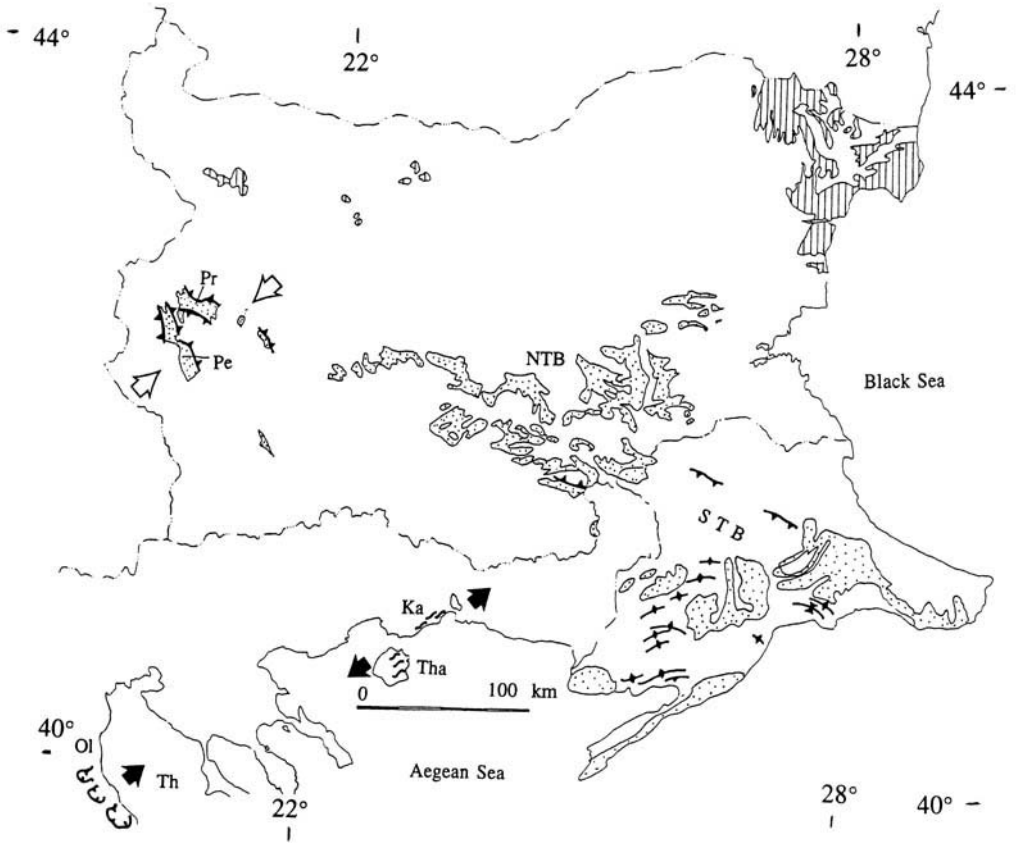 44°
22°
28°
44°
Pr
Pe
NTB
Black Sea
STB
Ka
Tha
0 100 km
40°
Ol
Th
Aegean Sea
22°
28°
40°